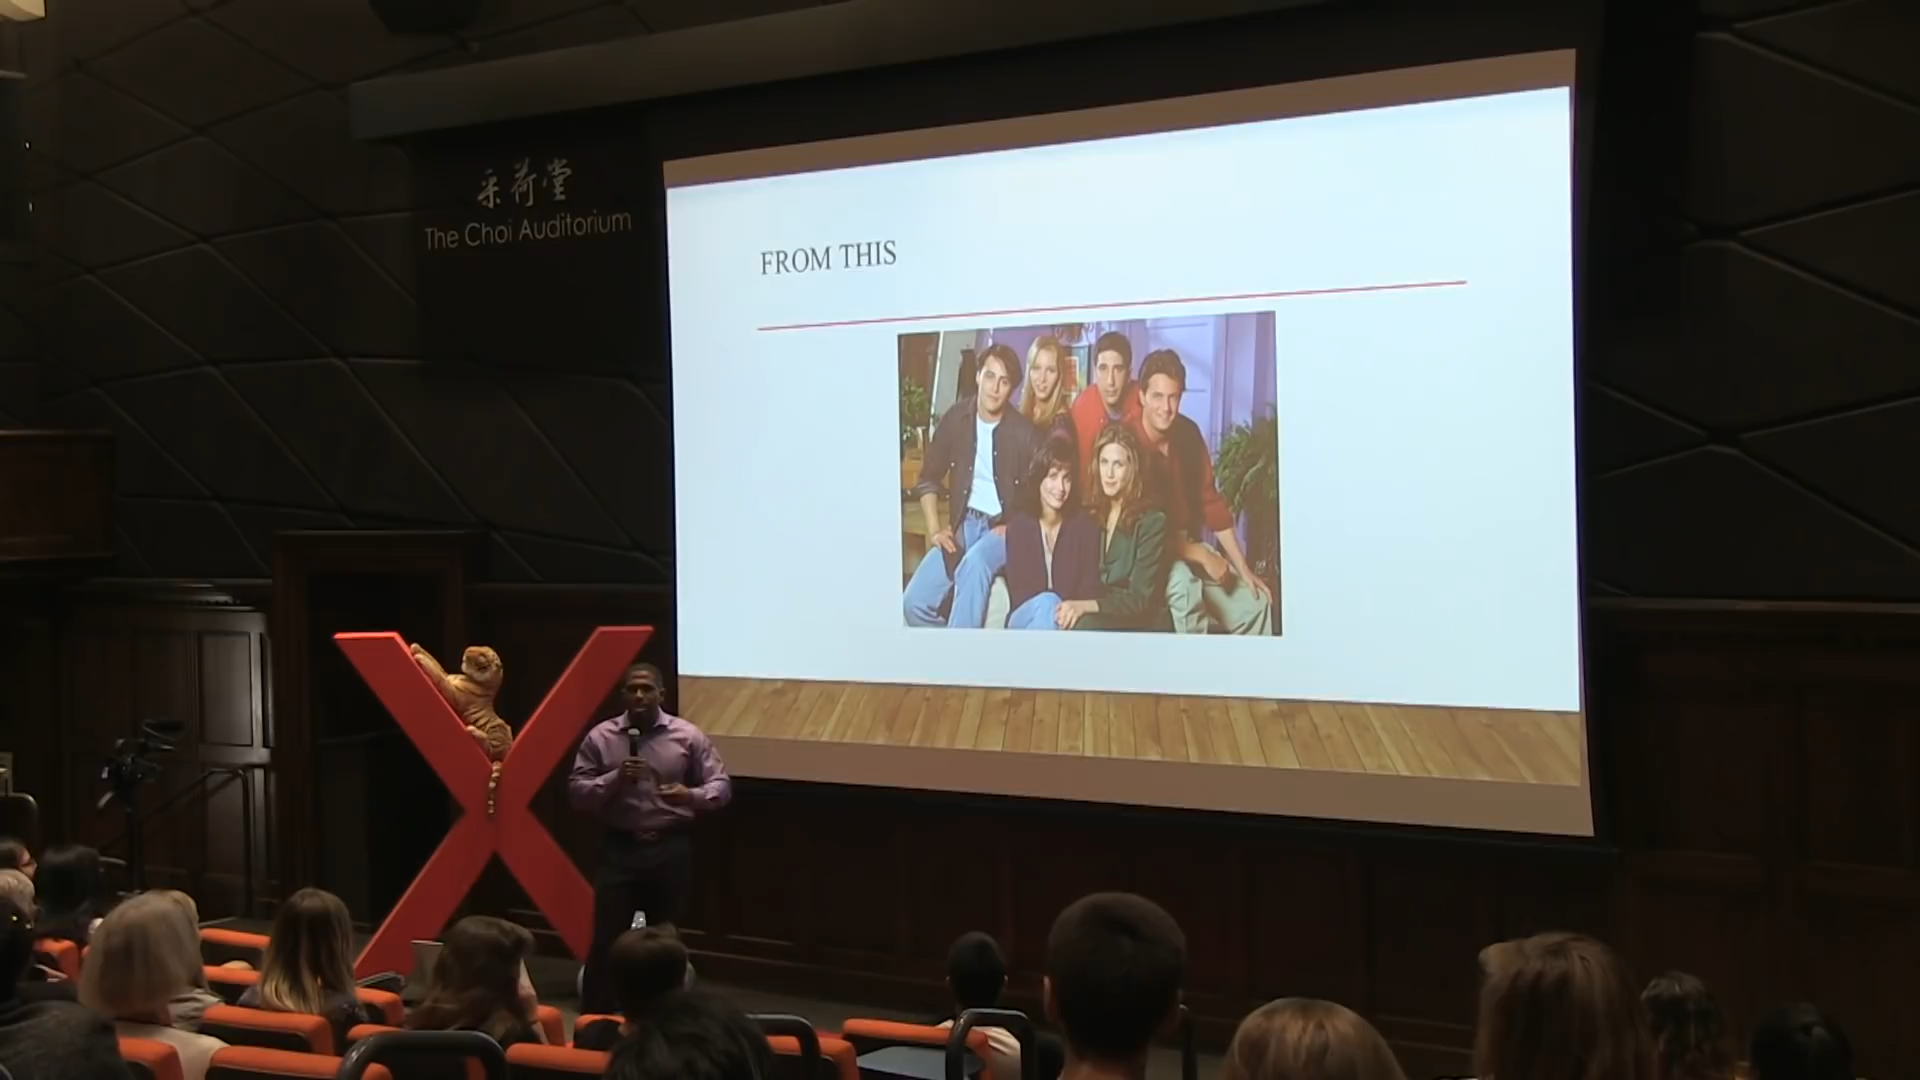 采荷堂
The Choi Auditorium
FROM THIS
X